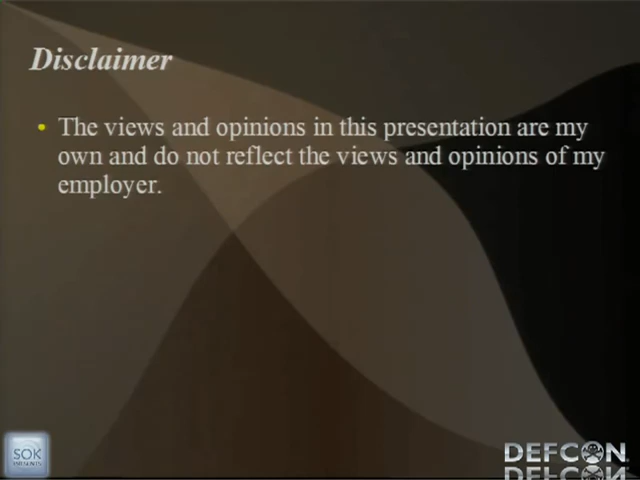 Disclaimer
• The views and opinions in this presentation are my
own and do not reflect the views and opinions of my
employer.
SOK
PRESENTS
DEFCON